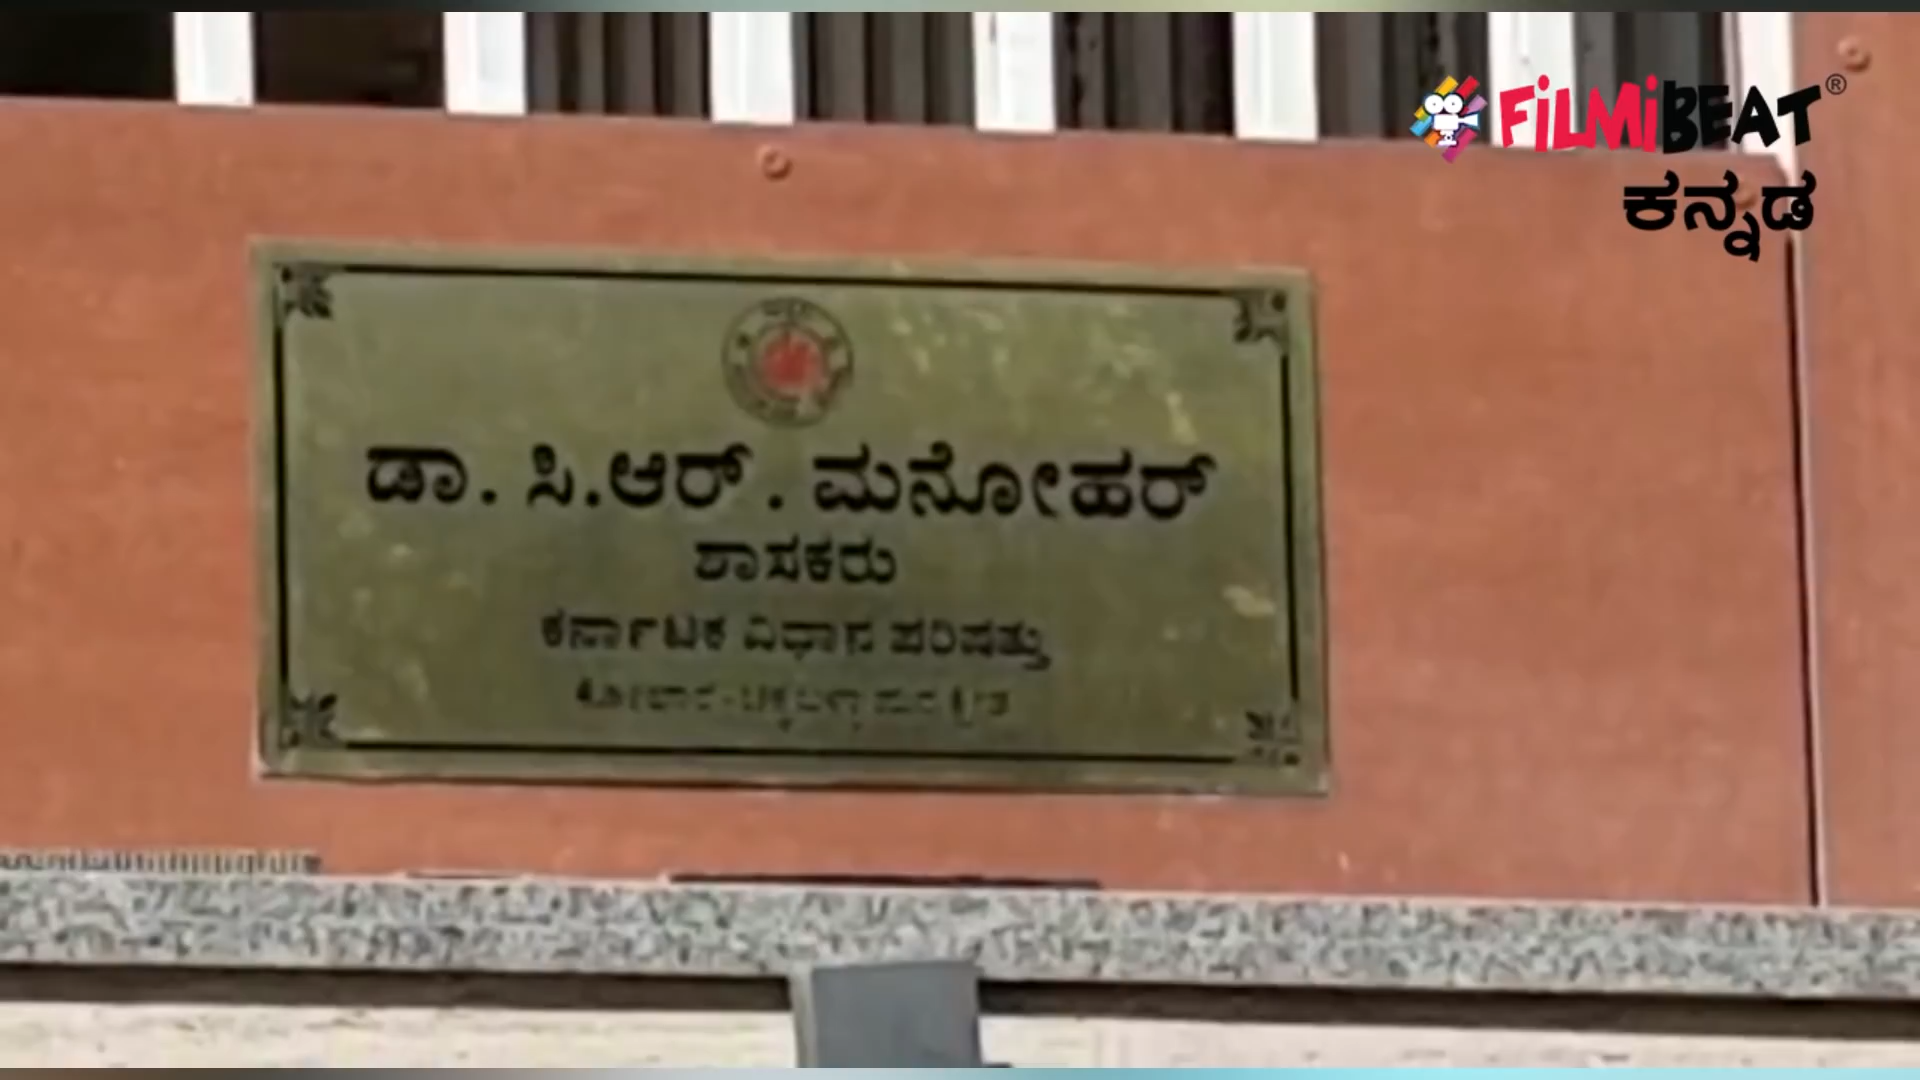 FiLMiBEAT®
ಕನ್ನಡ
ಡಾ. ಸಿ.ಆರ್. ಮನೋಹರ್
ಶಾಸಕರು
ಕರ್ನಾಟಕ ವಿಧಾನ ಪರಿಷತ್ತು